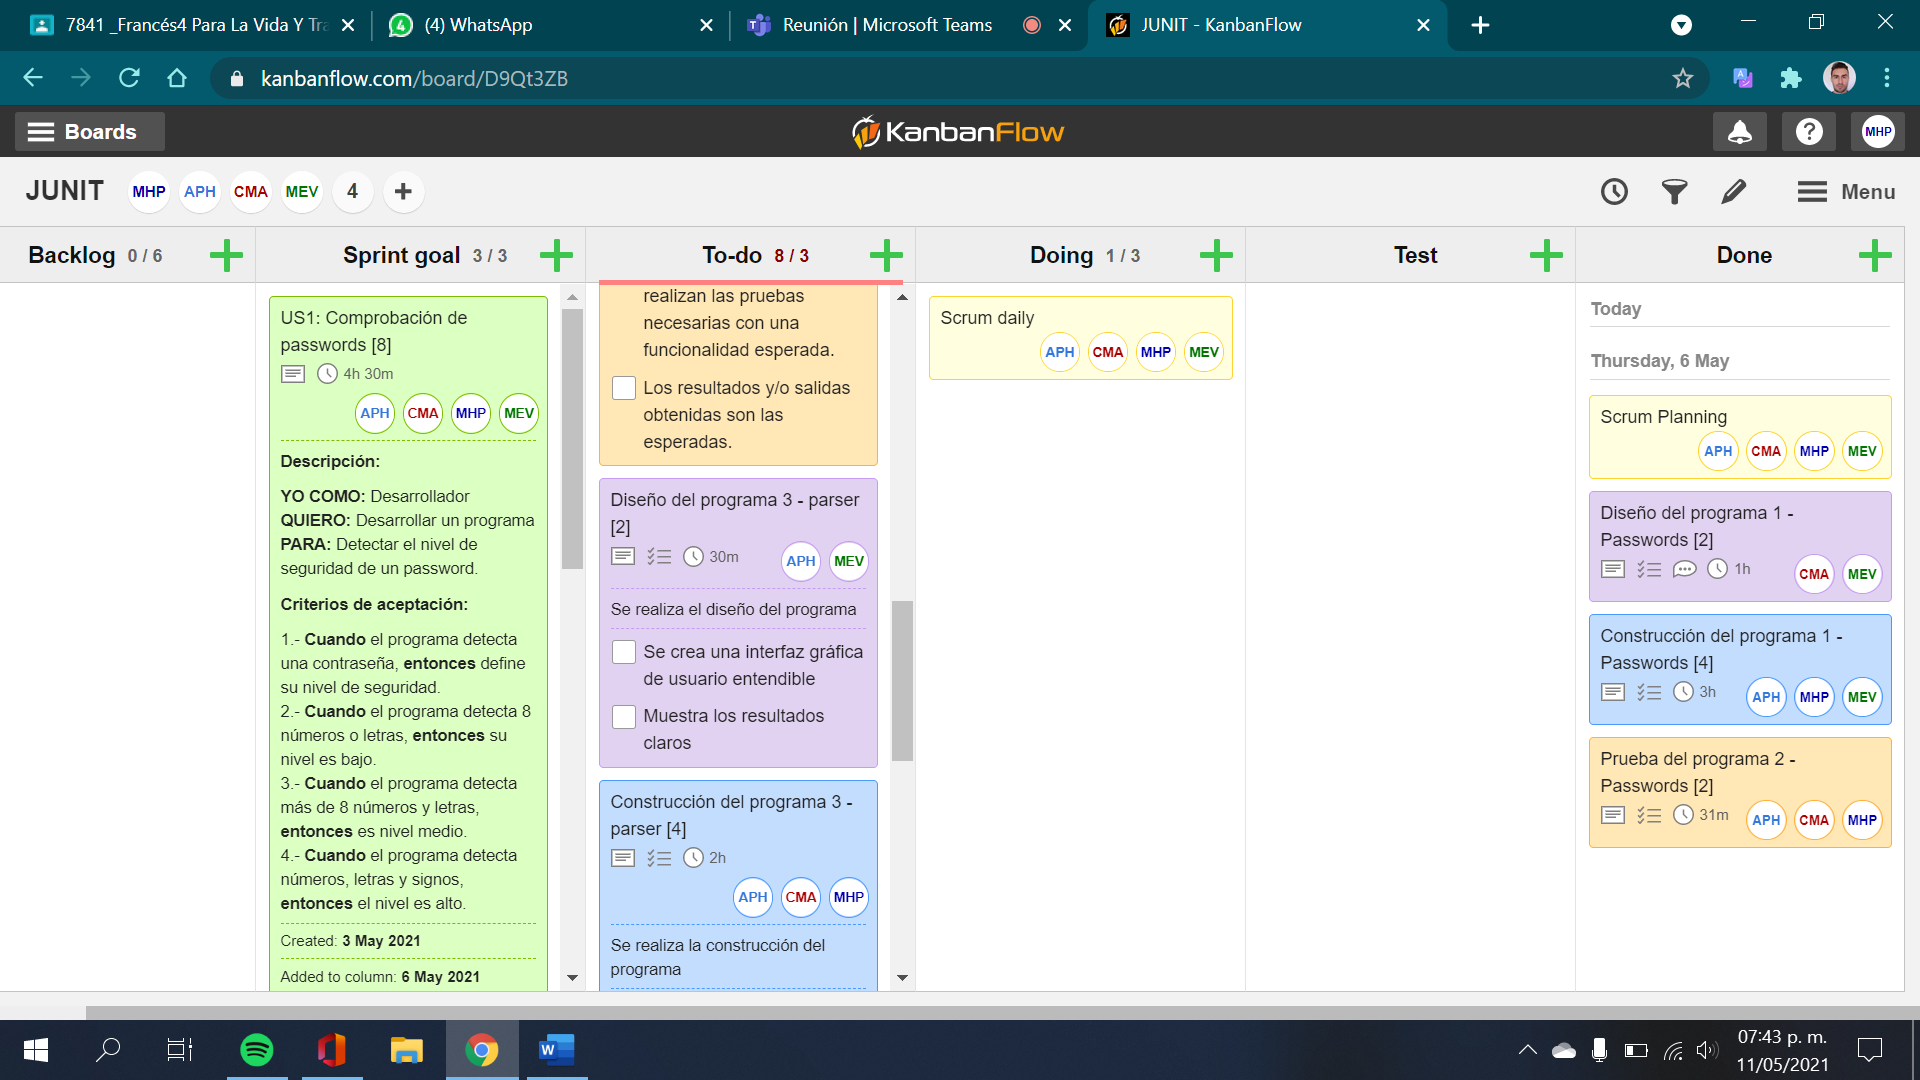 7841 _Francés4 Para La Vida Y Tra
(4) WhatsApp
Reunión | Microsoft Teams
JUNIT - KanbanFlow
kanbanflow.com/board/D9Qt3ZB
Boards
KanbanFlow
MHP
JUNIT
MHP APH CMA MEV 4
Menu
Backlog 0 / 6
Sprint goal 3 / 3
To-do 8 / 3
Doing 1 / 3
Test
Done
US1: Comprobación de
passwords [8]
4h 30m
APH CMA MHP MEV
Descripción:
YO COMO: Desarrollador
QUIERO: Desarrollar un programa
PARA: Detectar el nivel de
seguridad de un password.
Criterios de aceptación:
1.- Cuando el programa detecta
una contraseña, entonces define
su nivel de seguridad.
2.- Cuando el programa detecta 8
números o letras, entonces su
nivel es bajo.
3.- Cuando el programa detecta
más de 8 números y letras,
entonces es nivel medio.
4.- Cuando el programa detecta
números, letras y signos,
entonces el nivel es alto.
Created: 3 May 2021
Added to column: 6 May 2021
realizan las pruebas
necesarias con una
funcionalidad esperada.
Los resultados y/o salidas
obtenidas son las
esperadas.
Diseño del programa 3 - parser
[2]
30m
APH MEV
Se realiza el diseño del programa
Se crea una interfaz gráfica
de usuario entendible
Muestra los resultados
claros
Construcción del programa 3 -
parser [4]
2h
APH CMA MHP
Se realiza la construcción del
programa
Scrum daily
APH CMA MHP MEV
Today
Thursday, 6 May
Scrum Planning
APH CMA MHP MEV
Diseño del programa 1 -
Passwords [2]
1h
CMA MEV
Construcción del programa 1 -
Passwords [4]
3h
APH MHP MEV
Prueba del programa 2 -
Passwords [2]
31m
APH CMA MHP
07:43 p. m.
11/05/2021